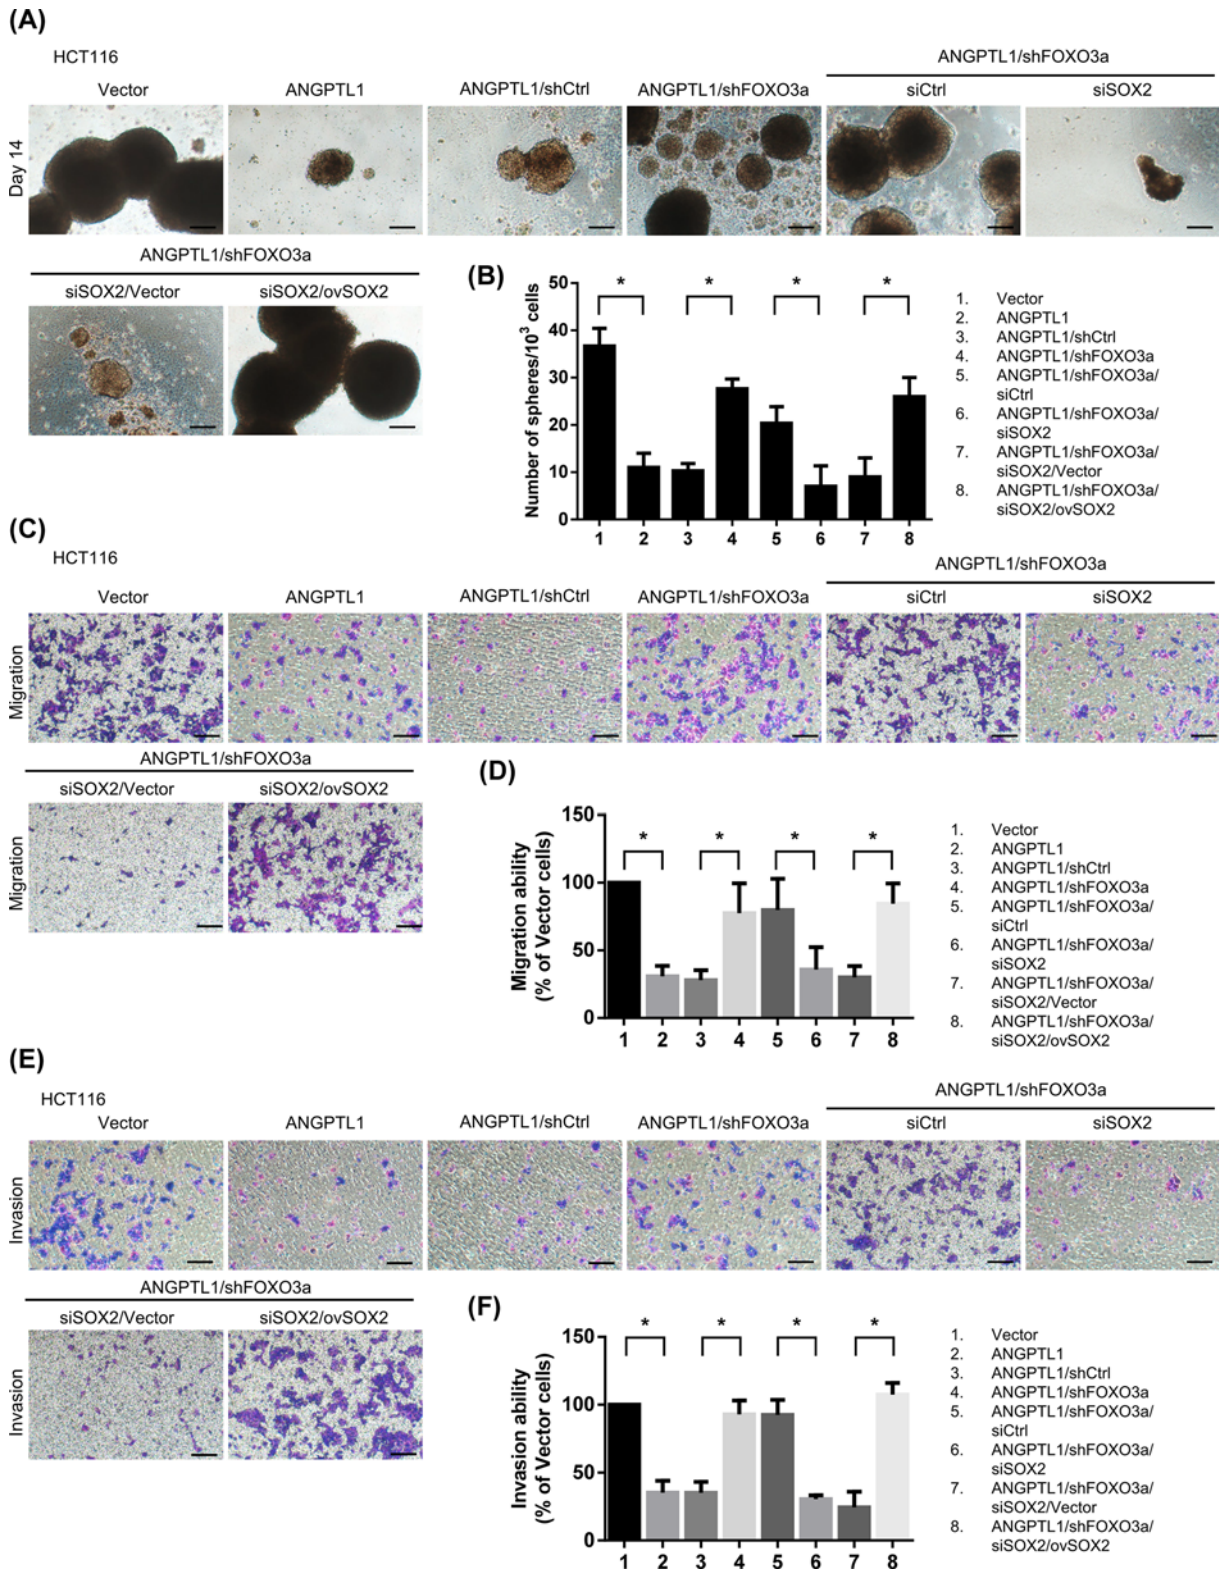 (A)
HCT116
ANGPTL1/shFOXO3a
Vector ANGPTL1 ANGPTL1/shCtrl ANGPTL1/shFOXO3a siCtrl siSOX2
Day 14
ANGPTL1/shFOXO3a
siSOX2/Vector siSOX2/ovSOX2
(B)
Number of spheres/10³ cells
50
40
30
20
10
0
* * * *
1 2 3 4 5 6 7 8
1. Vector
2. ANGPTL1
3. ANGPTL1/shCtrl
4. ANGPTL1/shFOXO3a
5. ANGPTL1/shFOXO3a/
siCtrl
6. ANGPTL1/shFOXO3a/
siSOX2
7. ANGPTL1/shFOXO3a/
siSOX2/Vector
8. ANGPTL1/shFOXO3a/
siSOX2/ovSOX2
(C)
HCT116
ANGPTL1/shFOXO3a
Vector ANGPTL1 ANGPTL1/shCtrl ANGPTL1/shFOXO3a siCtrl siSOX2
Migration
ANGPTL1/shFOXO3a
siSOX2/Vector siSOX2/ovSOX2
Migration
(D)
Migration ability
(% of Vector cells)
150
100
50
0
* * * *
1 2 3 4 5 6 7 8
1. Vector
2. ANGPTL1
3. ANGPTL1/shCtrl
4. ANGPTL1/shFOXO3a
5. ANGPTL1/shFOXO3a/
siCtrl
6. ANGPTL1/shFOXO3a/
siSOX2
7. ANGPTL1/shFOXO3a/
siSOX2/Vector
8. ANGPTL1/shFOXO3a/
siSOX2/ovSOX2
(E)
HCT116
ANGPTL1/shFOXO3a
Vector ANGPTL1 ANGPTL1/shCtrl ANGPTL1/shFOXO3a siCtrl siSOX2
Invasion
ANGPTL1/shFOXO3a
siSOX2/Vector siSOX2/ovSOX2
Invasion
(F)
Invasion ability
(% of Vector cells)
150
100
50
0
* * * *
1 2 3 4 5 6 7 8
1. Vector
2. ANGPTL1
3. ANGPTL1/shCtrl
4. ANGPTL1/shFOXO3a
5. ANGPTL1/shFOXO3a/
siCtrl
6. ANGPTL1/shFOXO3a/
siSOX2
7. ANGPTL1/shFOXO3a/
siSOX2/Vector
8. ANGPTL1/shFOXO3a/
siSOX2/ovSOX2